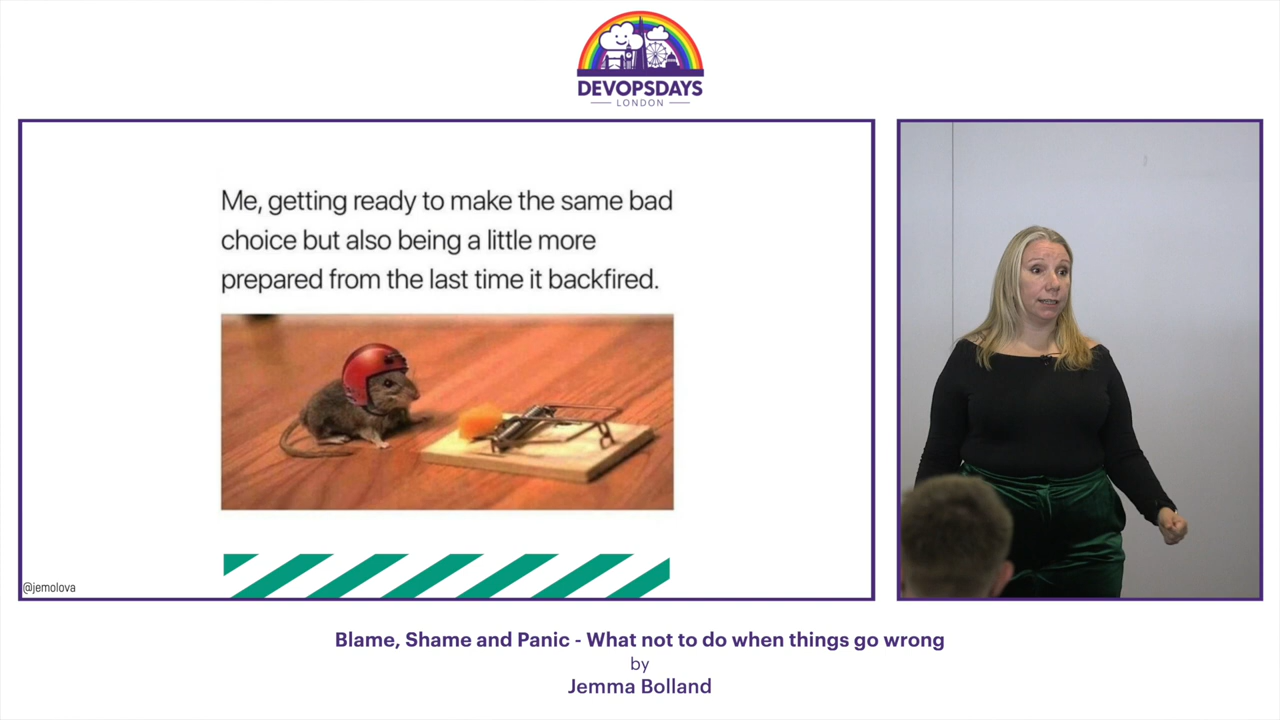 DEVOPSDAYS
LONDON
Me, getting ready to make the same bad
choice but also being a little more
prepared from the last time it backfired.
@jemolova
Blame, Shame and Panic - What not to do when things go wrong
by
Jemma Bolland